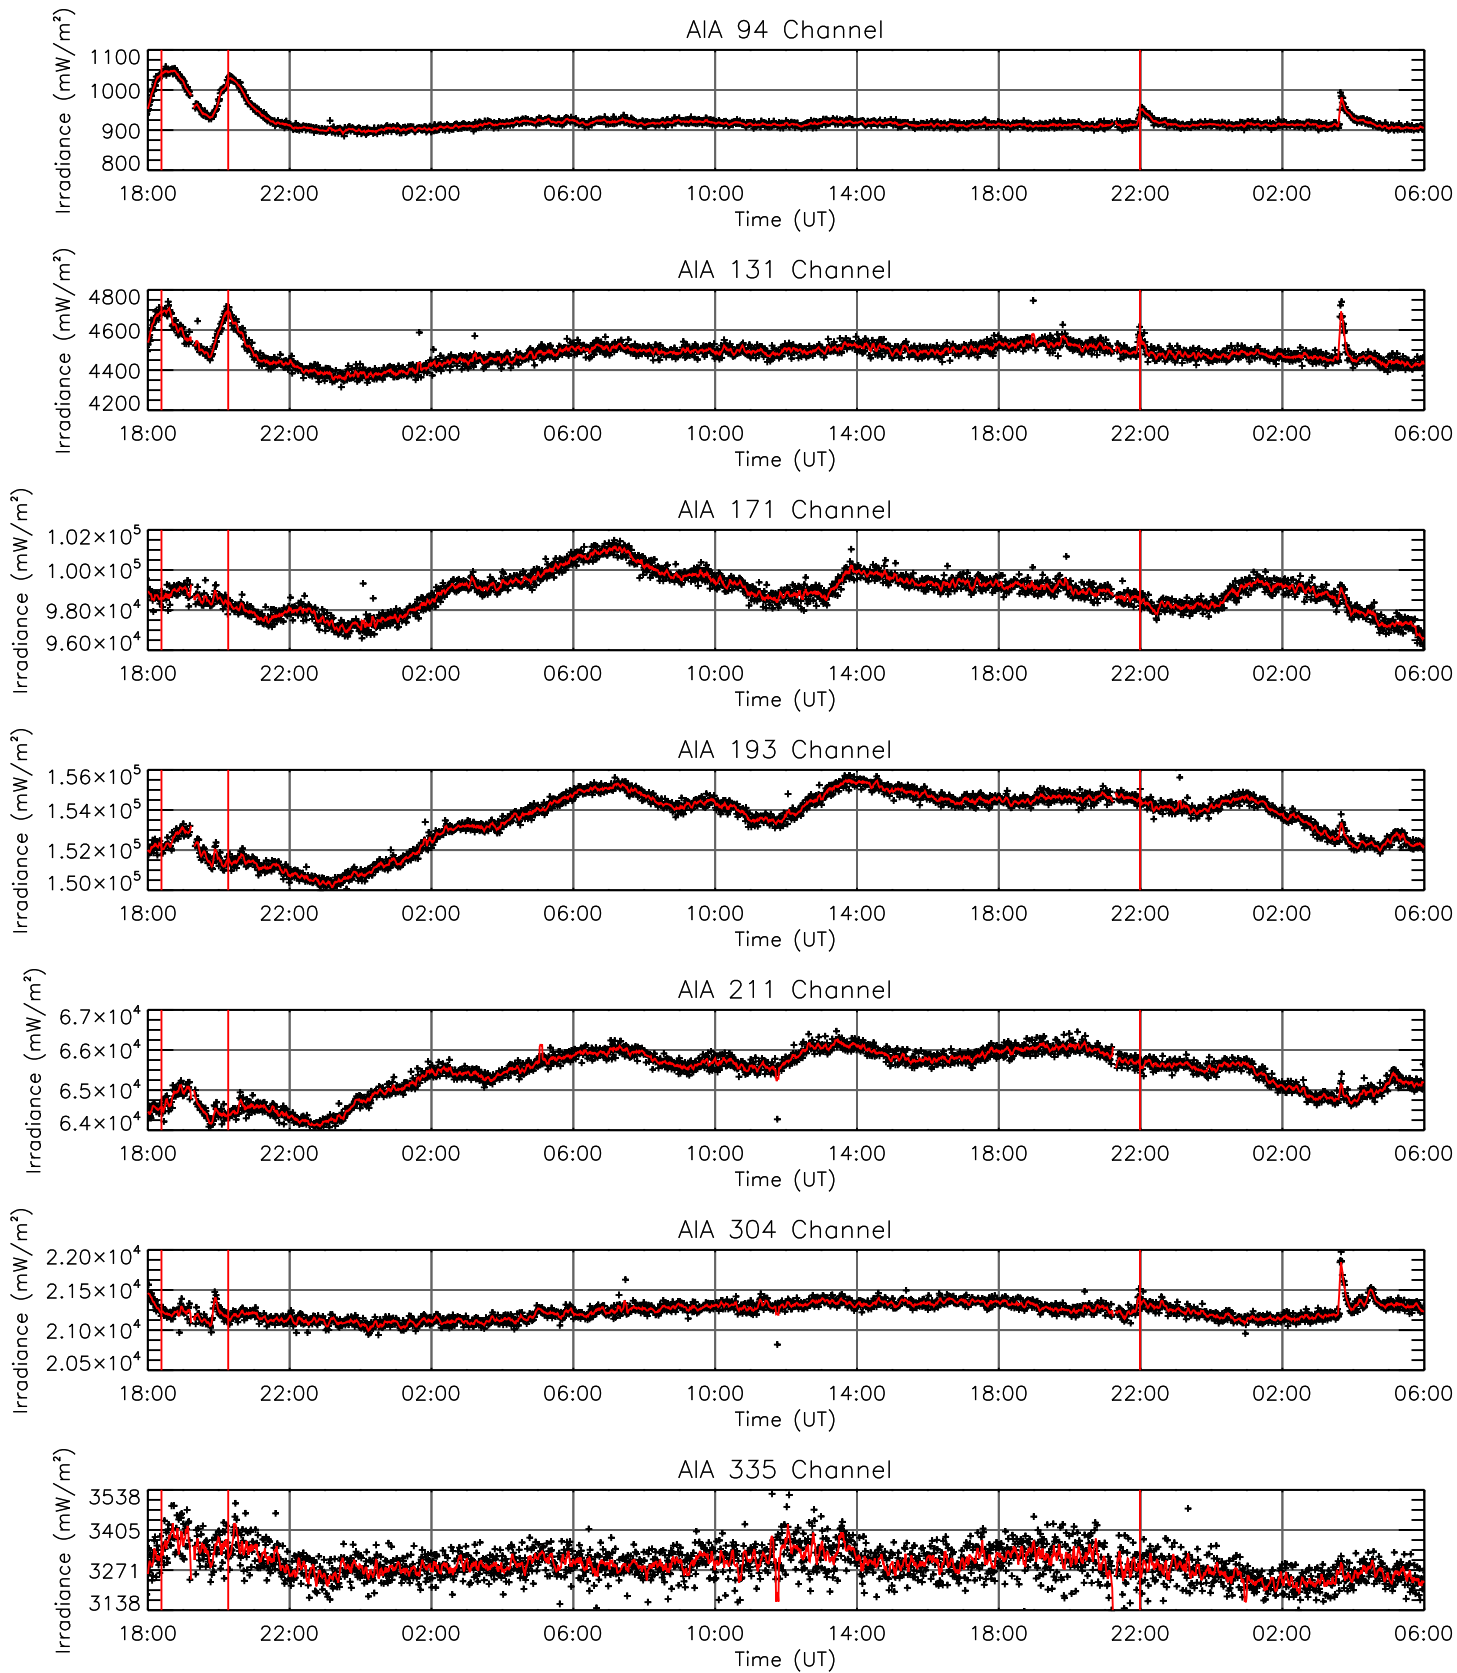 AIA 94 Channel
Irradiance (mW/m²)
1100
1000
900
800
18:00 22:00 02:00 06:00 10:00 14:00 18:00 22:00 02:00 06:00
Time (UT)
AIA 131 Channel
Irradiance (mW/m²)
4800
4600
4400
4200
18:00 22:00 02:00 06:00 10:00 14:00 18:00 22:00 02:00 06:00
Time (UT)
AIA 171 Channel
Irradiance (mW/m²)
1.02×10⁵
1.00×10⁵
9.80×10⁴
9.60×10⁴
18:00 22:00 02:00 06:00 10:00 14:00 18:00 22:00 02:00 06:00
Time (UT)
AIA 193 Channel
Irradiance (mW/m²)
1.56×10⁵
1.54×10⁵
1.52×10⁵
1.50×10⁵
18:00 22:00 02:00 06:00 10:00 14:00 18:00 22:00 02:00 06:00
Time (UT)
AIA 211 Channel
Irradiance (mW/m²)
6.7×10⁴
6.6×10⁴
6.5×10⁴
6.4×10⁴
18:00 22:00 02:00 06:00 10:00 14:00 18:00 22:00 02:00 06:00
Time (UT)
AIA 304 Channel
Irradiance (mW/m²)
2.20×10⁴
2.15×10⁴
2.10×10⁴
2.05×10⁴
18:00 22:00 02:00 06:00 10:00 14:00 18:00 22:00 02:00 06:00
Time (UT)
AIA 335 Channel
Irradiance (mW/m²)
3538
3405
3271
3138
18:00 22:00 02:00 06:00 10:00 14:00 18:00 22:00 02:00 06:00
Time (UT)